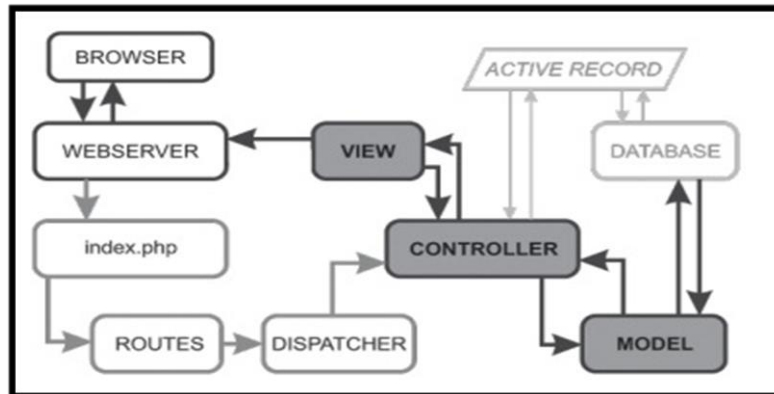 BROWSER
ACTIVE RECORD
WEBSERVER
VIEW
DATABASE
index.php
CONTROLLER
ROUTES
DISPATCHER
MODEL